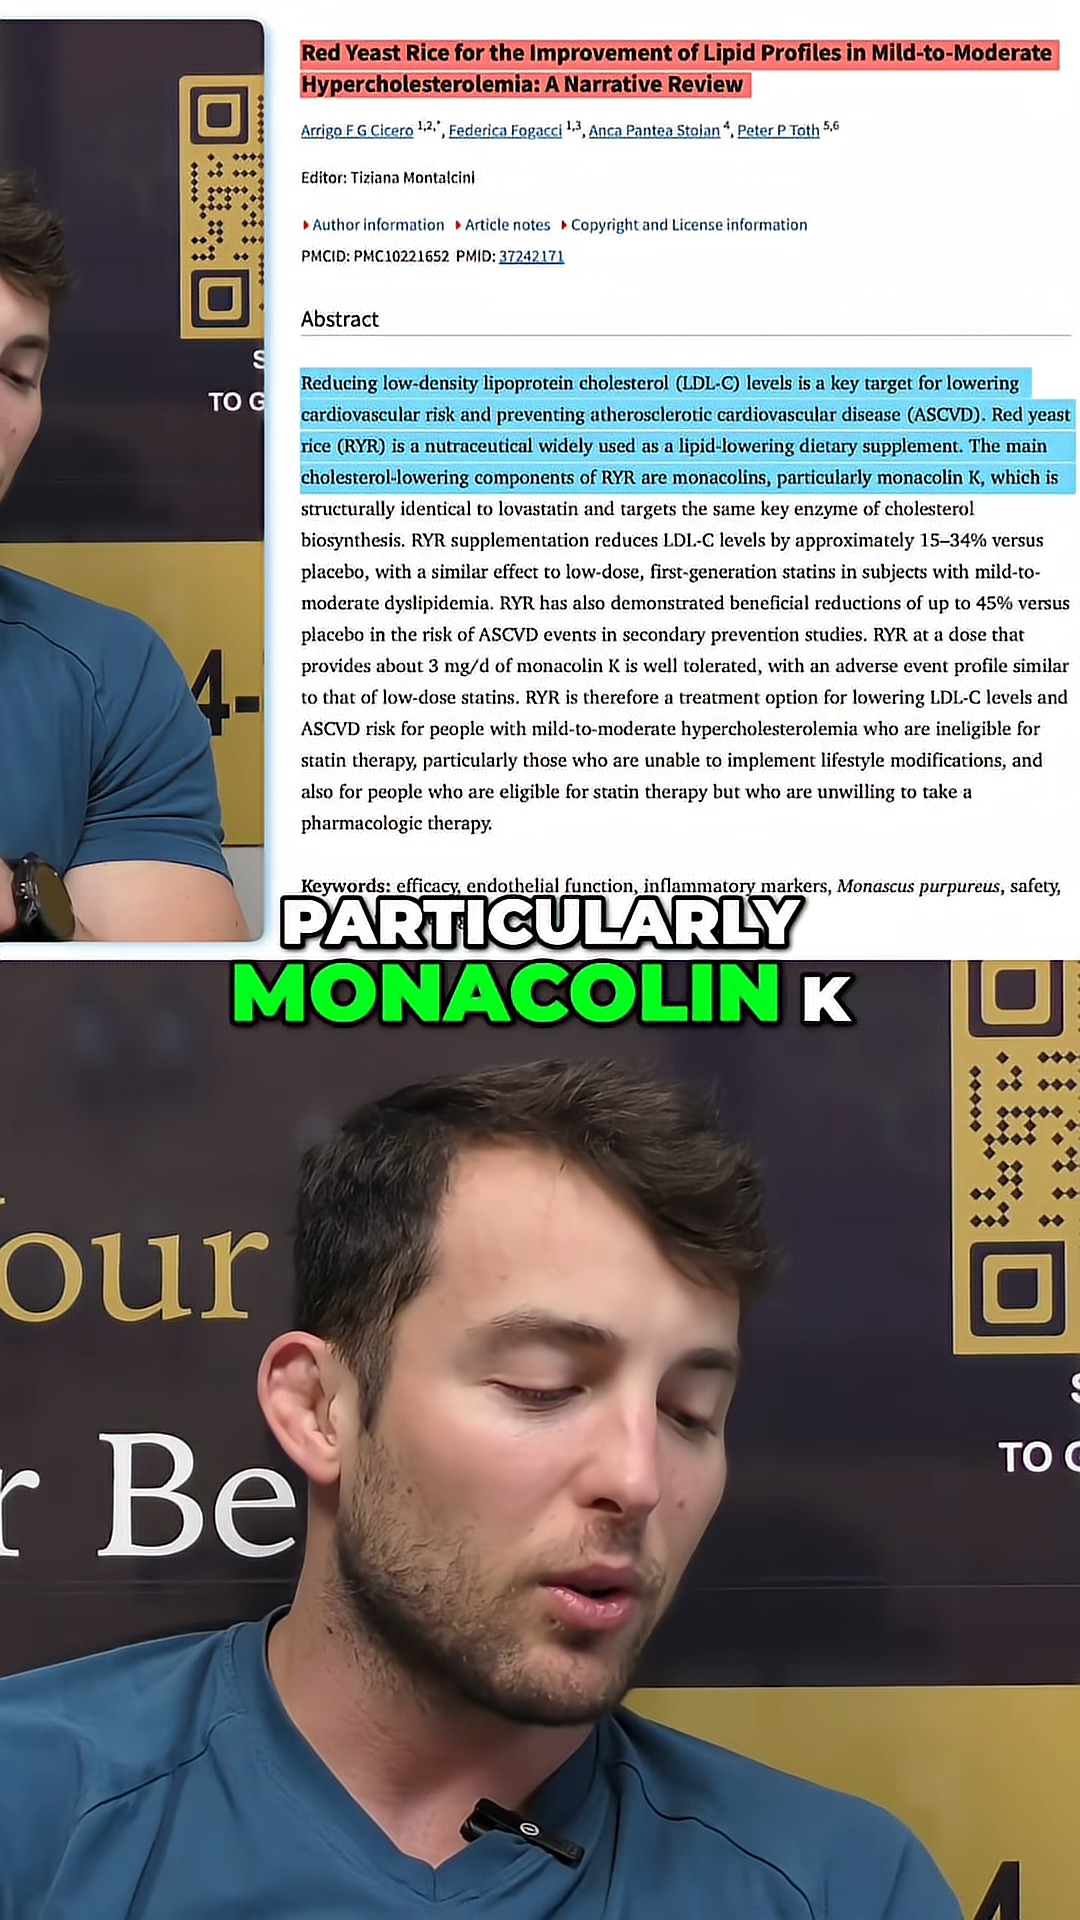 Red Yeast Rice for the Improvement of Lipid Profiles in Mild-to-Moderate
Hypercholesterolemia: A Narrative Review
Arrigo F G Cicero 1,2,*, Federica Fogacci 1,3, Anca Pantea Stoian 4, Peter P Toth 5,6
Editor: Tiziana Montalcini
Author information Article notes Copyright and License information
PMCID: PMC10221652 PMID: 37242171
Abstract
Reducing low-density lipoprotein cholesterol (LDL-C) levels is a key target for lowering
cardiovascular risk and preventing atherosclerotic cardiovascular disease (ASCVD). Red yeast
rice (RYR) is a nutraceutical widely used as a lipid-lowering dietary supplement. The main
cholesterol-lowering components of RYR are monacolins, particularly monacolin K, which is
structurally identical to lovastatin and targets the same key enzyme of cholesterol
biosynthesis. RYR supplementation reduces LDL-C levels by approximately 15–34% versus
placebo, with a similar effect to low-dose, first-generation statins in subjects with mild-to-
moderate dyslipidemia. RYR has also demonstrated beneficial reductions of up to 45% versus
placebo in the risk of ASCVD events in secondary prevention studies. RYR at a dose that
provides about 3 mg/d of monacolin K is well tolerated, with an adverse event profile similar
to that of low-dose statins. RYR is therefore a treatment option for lowering LDL-C levels and
ASCVD risk for people with mild-to-moderate hypercholesterolemia who are ineligible for
statin therapy, particularly those who are unable to implement lifestyle modifications, and
also for people who are eligible for statin therapy but who are unwilling to take a
pharmacologic therapy.
Keywords: efficacy, endothelial function, inflammatory markers, Monascus purpureus, safety,
S
TO G
4-
PARTICULARLY
MONACOLIN K
our
r Be
S
TO G
4